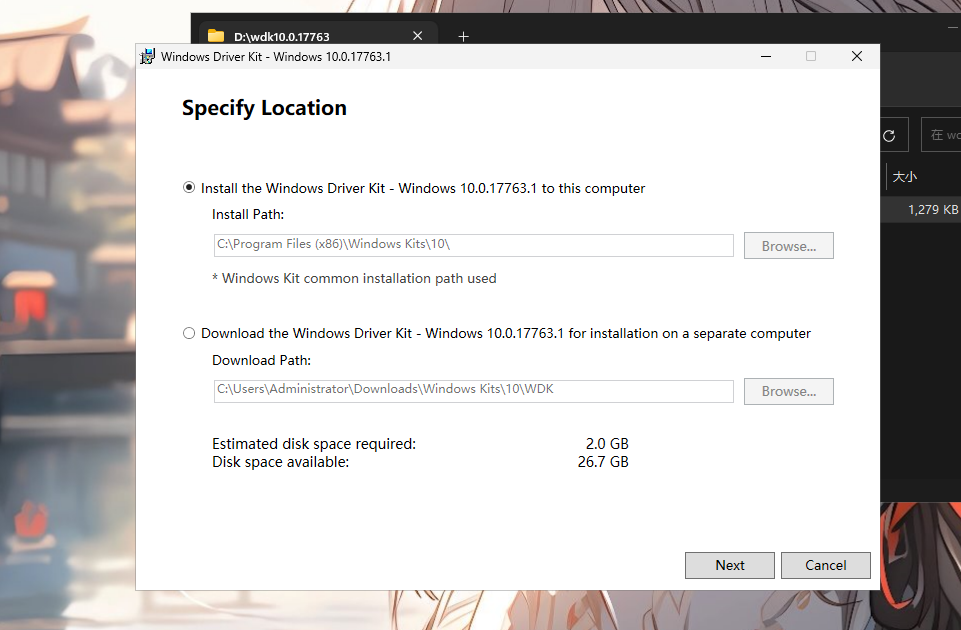 D:\wdk10.0.17763
Windows Driver Kit - Windows 10.0.17763.1
Specify Location
在 wd
大小
Install the Windows Driver Kit - Windows 10.0.17763.1 to this computer
1,279 KB
Install Path:
C:\Program Files (x86)\Windows Kits\10\
Browse...
* Windows Kit common installation path used
Download the Windows Driver Kit - Windows 10.0.17763.1 for installation on a separate computer
Download Path:
C:\Users\Administrator\Downloads\Windows Kits\10\WDK
Browse...
Estimated disk space required: 2.0 GB
Disk space available: 26.7 GB
Next
Cancel